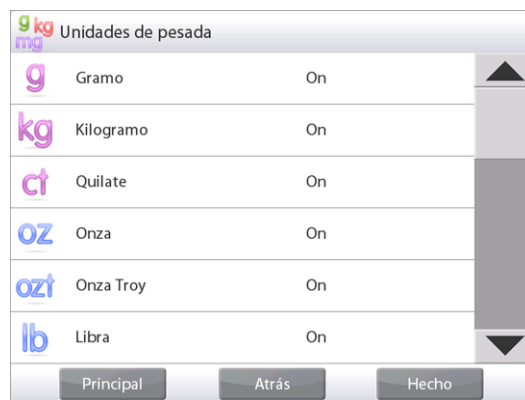 g kg mg Unidades de pesada
g Gramo On
kg Kilogramo On
ct Quilate On
oz Onza On
ozt Onza Troy On
lb Libra On
Principal Atrás Hecho